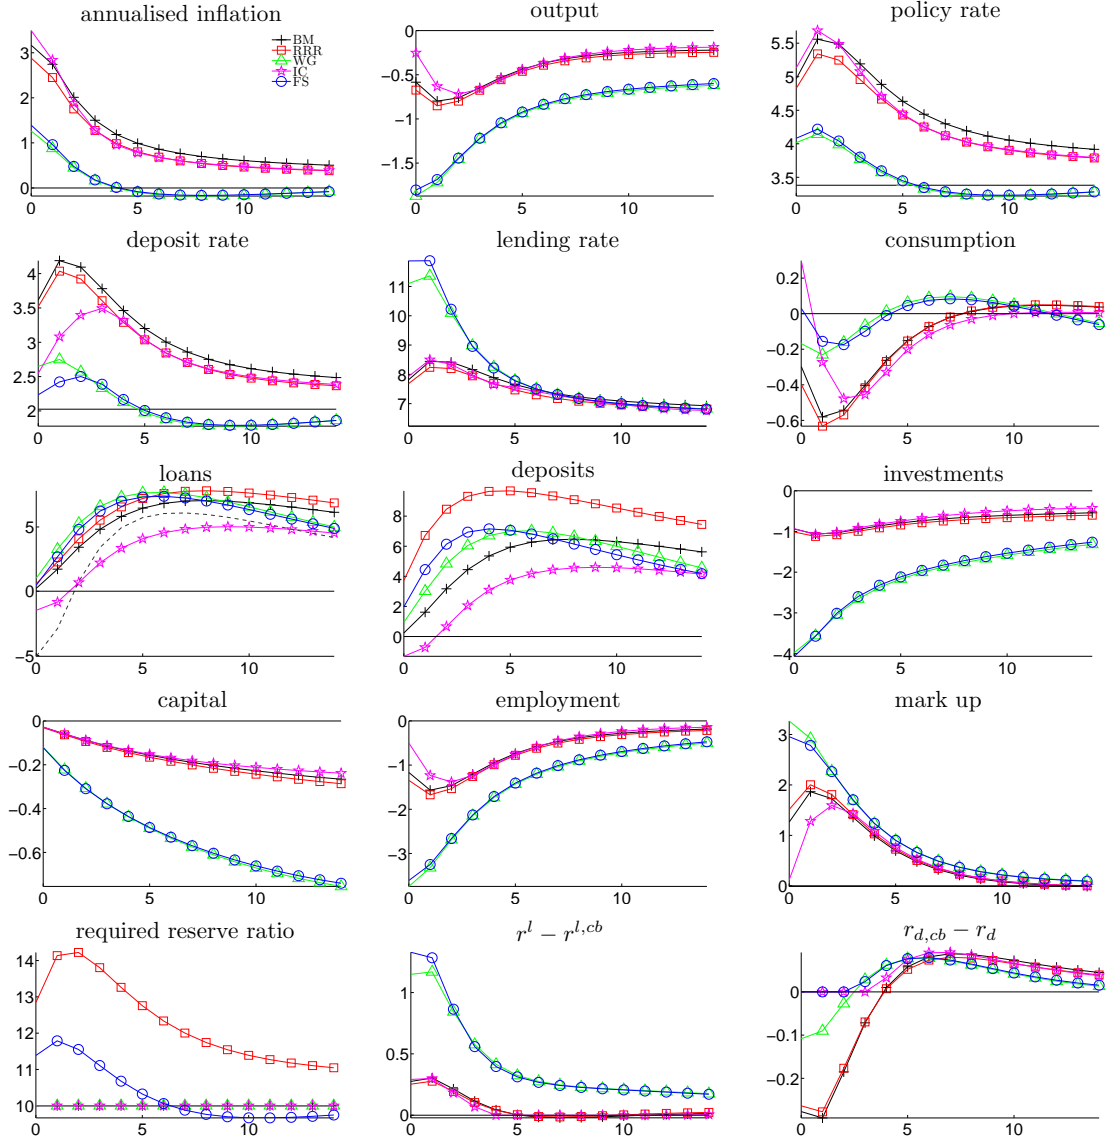 annualised inflation
output
policy rate
3
2
1
0
0 5 10
BM
RRR
WG
IC
FS
0
−0.5
−1
−1.5
0 5 10
5.5
5
4.5
4
3.5
0 5 10
deposit rate
lending rate
consumption
4
3.5
3
2.5
2
0 5 10
11
10
9
8
7
0 5 10
0.2
0
−0.2
−0.4
−0.6
0 5 10
loans
deposits
investments
5
0
−5
0 5 10
8
6
4
2
0
0 5 10
0
−1
−2
−3
−4
0 5 10
capital
employment
mark up
0
−0.2
−0.4
−0.6
0 5 10
0
−1
−2
−3
0 5 10
3
2
1
0
0 5 10
required reserve ratio
r^l − r^{l,cb}
r_{d,cb} − r_d
14
13
12
11
10
0 5 10
1
0.5
0
0 5 10
0
−0.1
−0.2
0 5 10